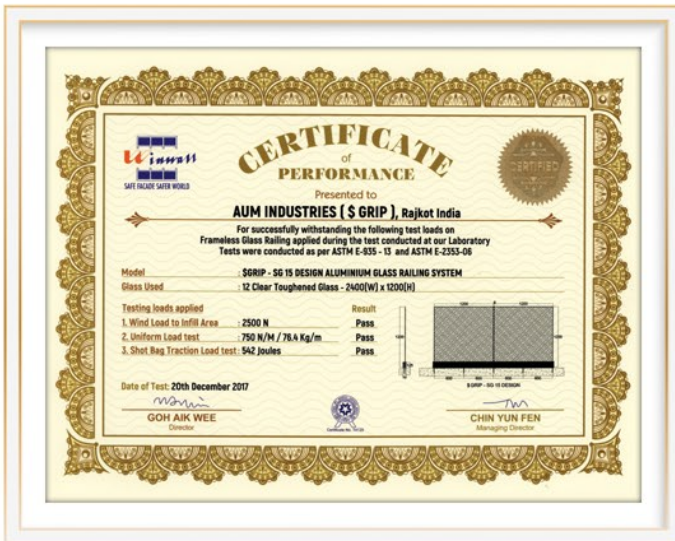 Winwall
SAFE FACADE SAFER WORLD
CERTIFICATE
of
PERFORMANCE
CERTIFIED
Presented to
AUM INDUSTRIES ( $ GRIP ), Rajkot India
For successfully withstanding the following test loads on
Frameless Glass Railing applied during the test conducted at our Laboratory
Tests were conducted as per ASTM E-935 - 13 and ASTM E-2353-06
Model : $GRIP - SG 15 DESIGN ALUMINIUM GLASS RAILING SYSTEM
Glass Used : 12 Clear Toughened Glass - 2400(W) x 1200(H)
Testing loads applied Result
1. Wind Load to Infill Area : 2500 N Pass
2. Uniform Load test : 750 N/M / 76.4 Kg/m Pass
3. Shot Bag Traction Load test : 542 Joules Pass
1200 1200
$ GRIP - SG 15 DESIGN
Date of Test: 20th December 2017
GOH AIK WEE
Director
CHIN YUN FEN
Managing Director